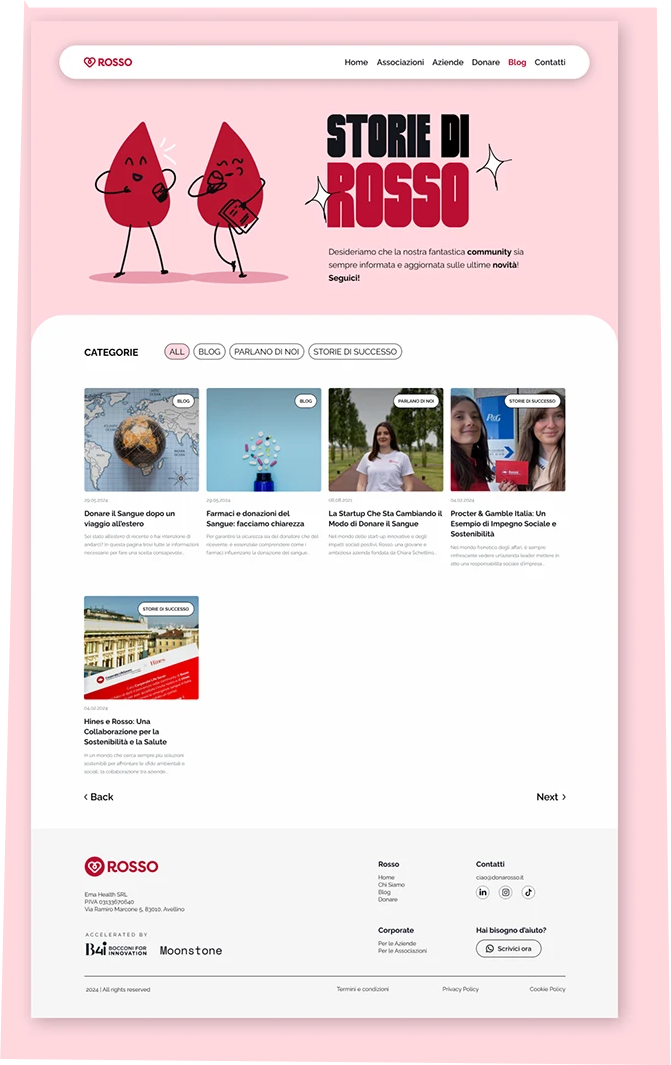 ROSSO
Home Associazioni Aziende Donare Blog Contatti
STORIE DI
ROSSO
Desideriamo che la nostra fantastica community sia
sempre informata e aggiornata sulle ultime novità!
Seguici!
CATEGORIE ALL BLOG PARLANO DI NOI STORIE DI SUCCESSO
BLOG
29.05.2024
Donare il Sangue dopo un
viaggio all'estero
Sei stato all'estero di recente o hai intenzione di
andarci? In questa pagina trovi tutte le informazioni
necessarie per fare una scelta consapevole...
BLOG
29.05.2024
Farmaci e donazioni del
Sangue: facciamo chiarezza
Per garantire la sicurezza sia del donatore che del
ricevente, è essenziale comprendere come i
farmaci influenzano la donazione del sangue...
PARLANO DI NOI
La Startup Che Sta Cambiando il
Modo di Donare il Sangue
Nel mondo delle start-up innovative e degli
impatti sociali positivi, Rosso, una giovane e
ambiziosa azienda fondata da Chiara Schettino...
STORIE DI SUCCESSO
P&G
Rosso
04.02.2024
Procter & Gamble Italia: Un
Esempio di Impegno Sociale e
Sostenibilità
Nel mondo frenetico degli affari, è sempre
rinfrescante vedere un'azienda leader mettere in
atto una responsabilità sociale d'impresa...
STORIE DI SUCCESSO
Hines
04.02.2024
Hines e Rosso: Una
Collaborazione per la
Sostenibilità e la Salute
In un mondo che cerca sempre più soluzioni
sostenibili per affrontare le sfide ambientali e
sociali, la collaborazione tra aziende...
Back Next
ROSSO
Ema Health SRL
P.IVA 03133670640
Via Ramiro Marcone 5, 83010, Avellino
ACCELERATED BY
B4i BOCCONI FOR
INNOVATION
Moonstone
Rosso
Home
Chi Siamo
Blog
Donare
Contatti
ciao@donarosso.it
Corporate
Per le Aziende
Per le Associazioni
Hai bisogno d'aiuto?
Scrivici ora
2024 | All rights reserved Termini e condizioni Privacy Policy Cookie Policy